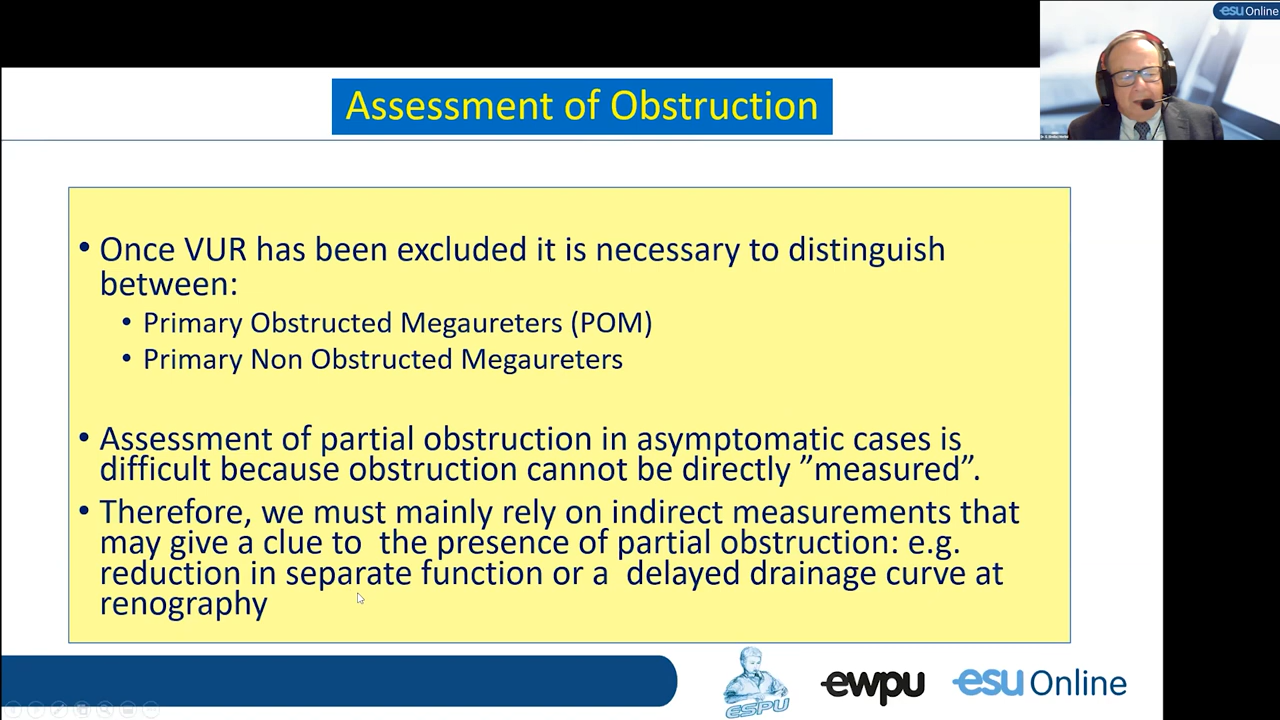 esu Online
Assessment of Obstruction
• Once VUR has been excluded it is necessary to distinguish
between:
• Primary Obstructed Megaureters (POM)
• Primary Non Obstructed Megaureters
• Assessment of partial obstruction in asymptomatic cases is
difficult because obstruction cannot be directly ”measured”.
• Therefore, we must mainly rely on indirect measurements that
may give a clue to the presence of partial obstruction: e.g.
reduction in separate function or a delayed drainage curve at
renography
ESPU
ewpu
esu Online